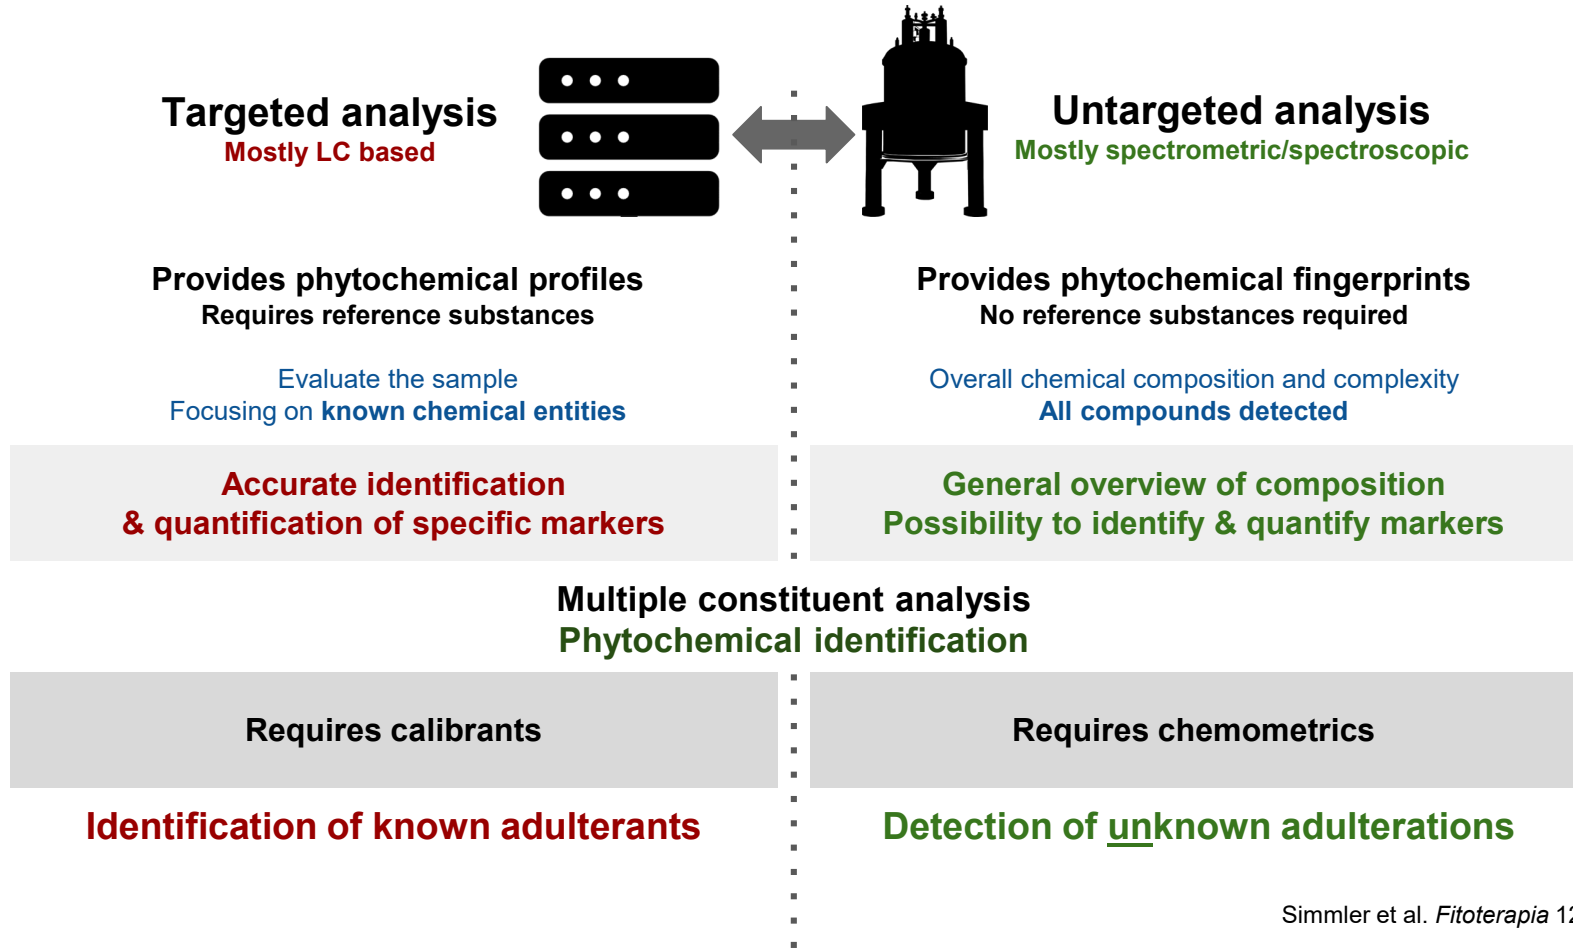 Targeted analysis
Mostly LC based
Untargeted analysis
Mostly spectrometric/spectroscopic
Provides phytochemical profiles
Requires reference substances
Provides phytochemical fingerprints
No reference substances required
Evaluate the sample
Focusing on known chemical entities
Overall chemical composition and complexity
All compounds detected
Accurate identification
& quantification of specific markers
General overview of composition
Possibility to identify & quantify markers
Multiple constituent analysis
Phytochemical identification
Requires calibrants
Requires chemometrics
Identification of known adulterants
Detection of unknown adulterations
Simmler et al. Fitoterapia 12